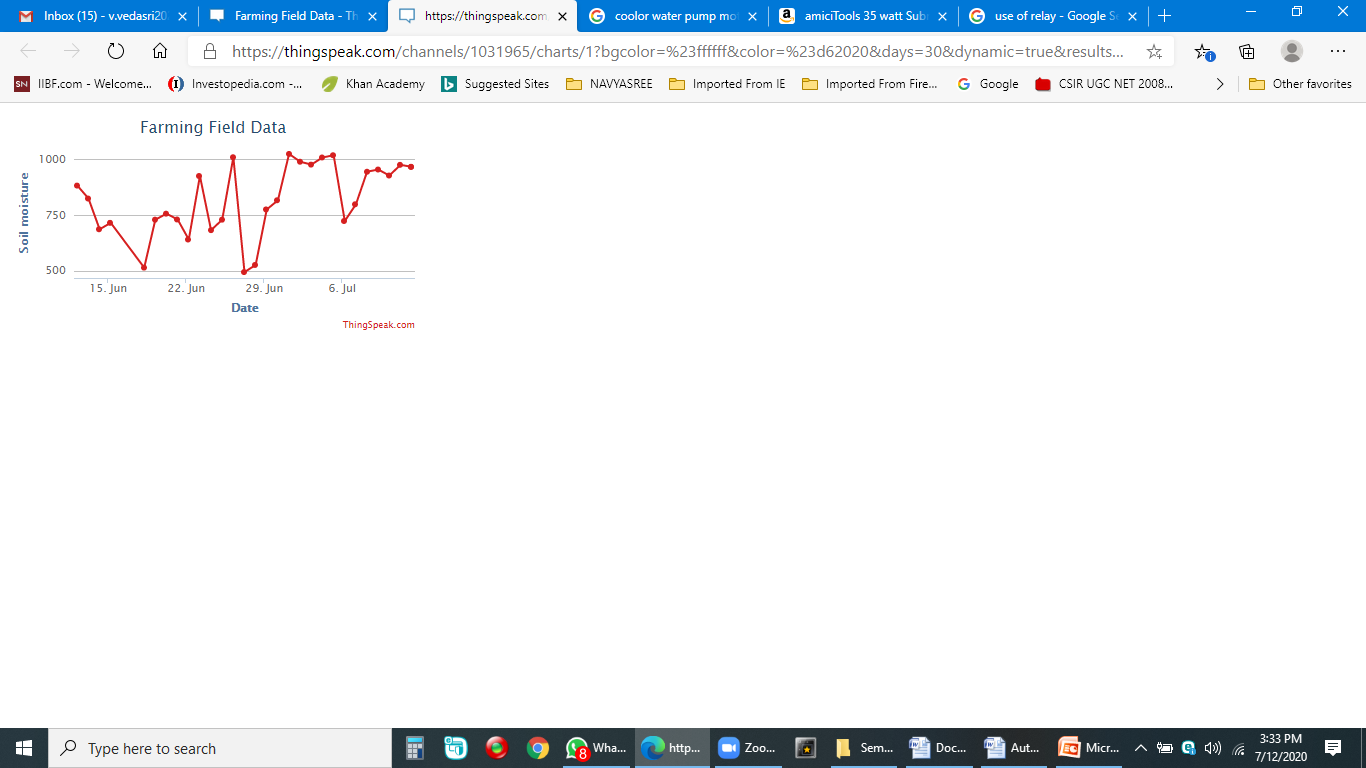 Inbox (15) - v.vedasri20
Farming Field Data - Th
https://thingspeak.com
coolor water pump mot
amiciTools 35 watt Subr
use of relay - Google Se
https://thingspeak.com/channels/1031965/charts/1?bgcolor=%23ffffff&color=%23d62020&days=30&dynamic=true&results...
SN IIBF.com - Welcome...
Investopedia.com -...
Khan Academy
Suggested Sites
NAVYASREE
Imported From IE
Imported From Fire...
Google
CSIR UGC NET 2008...
Other favorites
Farming Field Data
Soil moisture
1000
750
500
15. Jun
22. Jun
29. Jun
6. Jul
Date
ThingSpeak.com
Type here to search
8
Wha...
http...
Zoo...
Sem...
Doc...
Aut...
Micr...
3:33 PM
7/12/2020